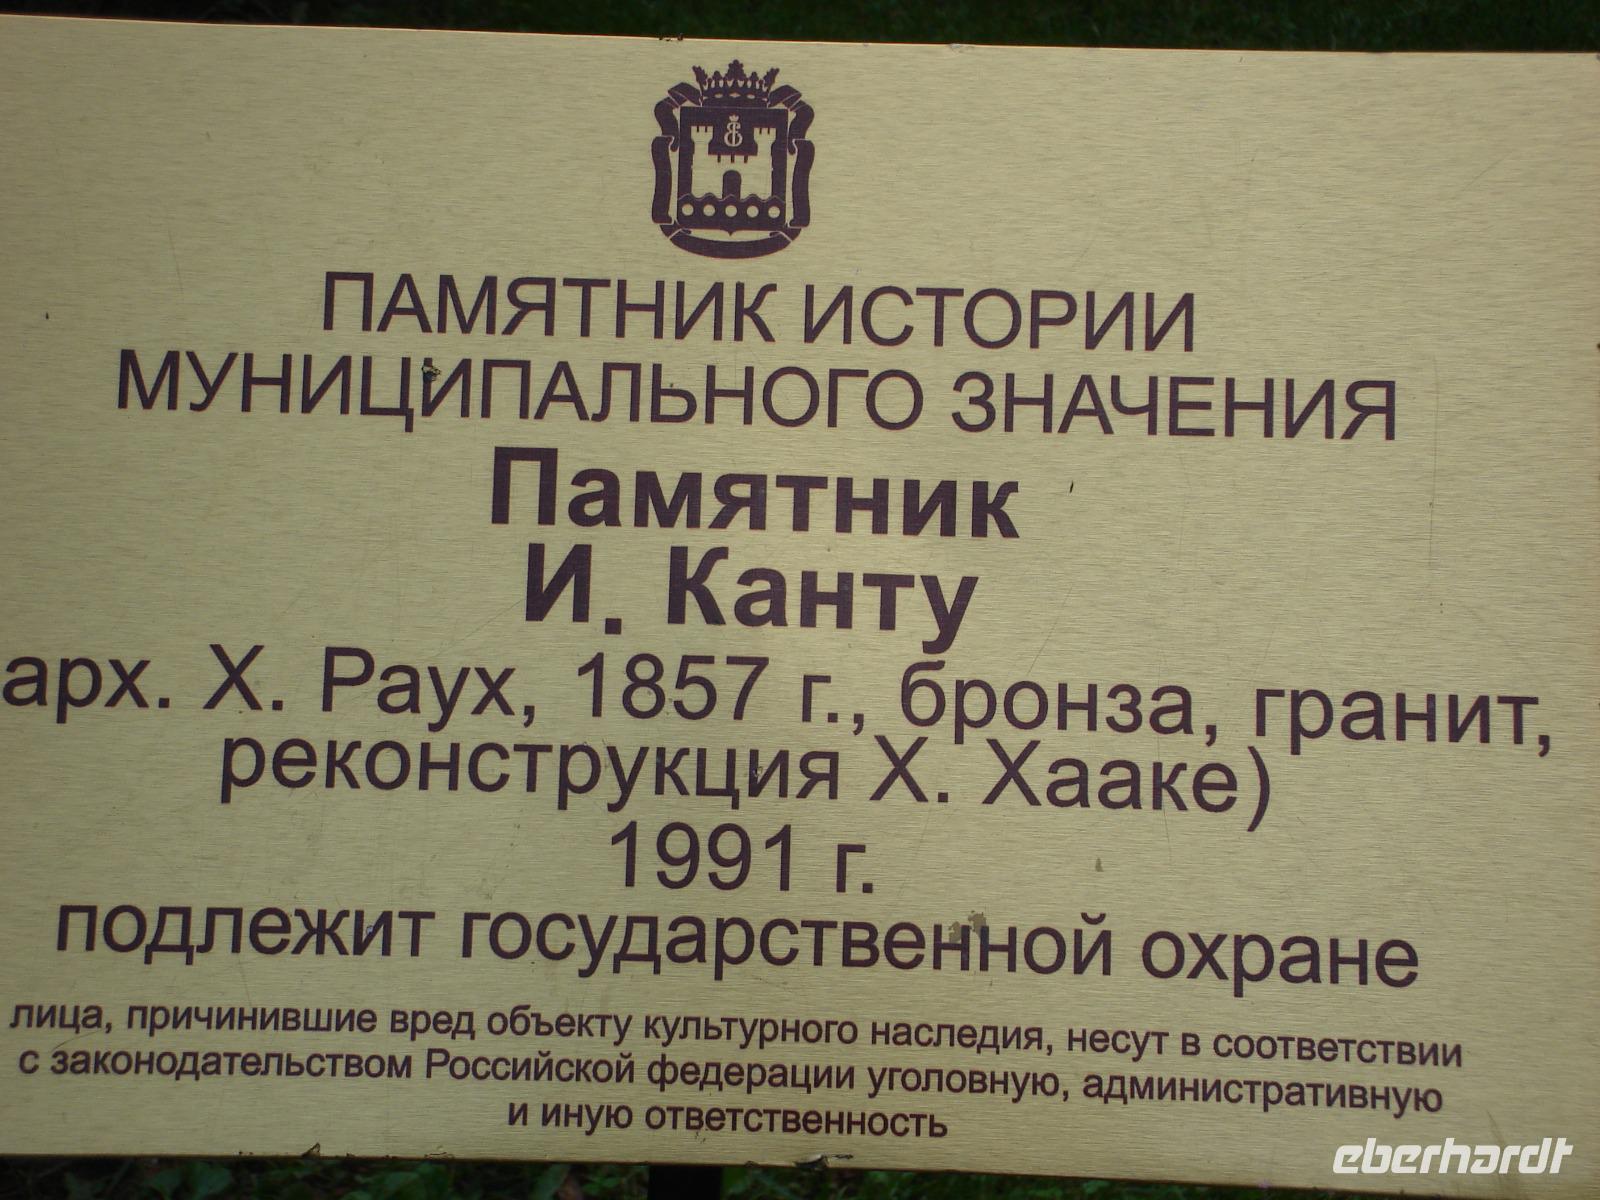 ПАМЯТНИК ИСТОРИИ
МУНИЦИПАЛЬНОГО ЗНАЧЕНИЯ
Памятник
И. Канту
арх. Х. Раух, 1857 г., бронза, гранит,
реконструкция Х. Хааке)
1991 г.
подлежит государственной охране
лица, причинившие вред объекту культурного наследия, несут в соответствии
с законодательством Российской федерации уголовную, административную
и иную ответственность
eberhardt